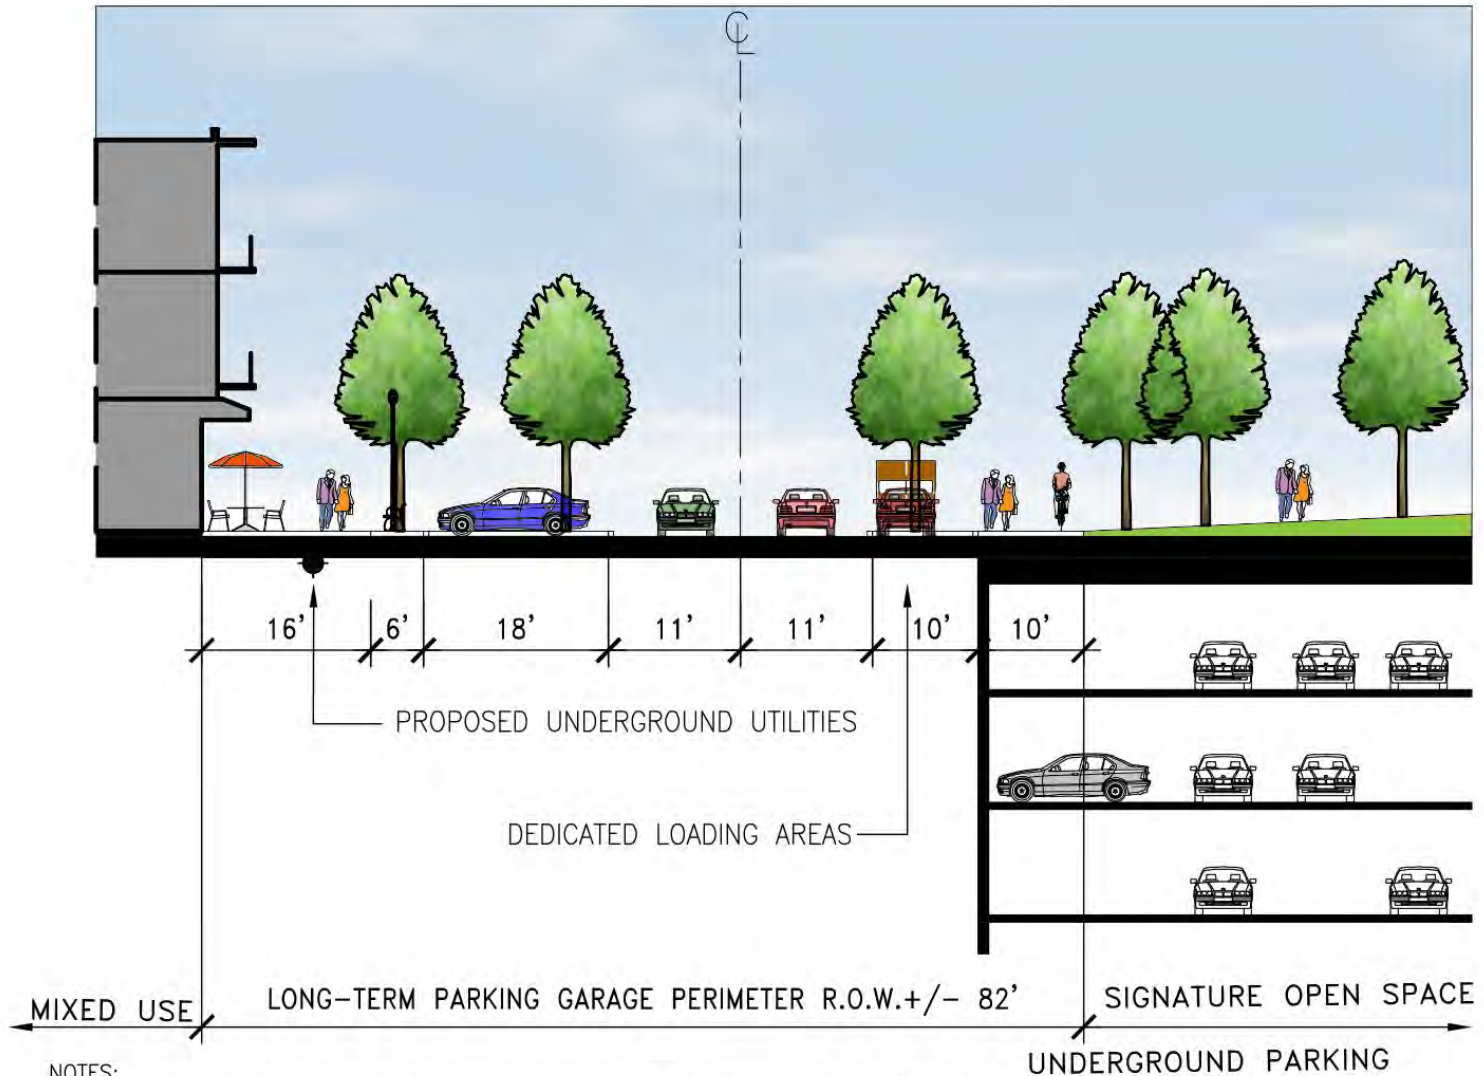 ℄
16' 6' 18' 11' 11' 10' 10'
PROPOSED UNDERGROUND UTILITIES
DEDICATED LOADING AREAS
MIXED USE
LONG-TERM PARKING GARAGE PERIMETER R.O.W.+/- 82'
SIGNATURE OPEN SPACE
UNDERGROUND PARKING
NOTES: